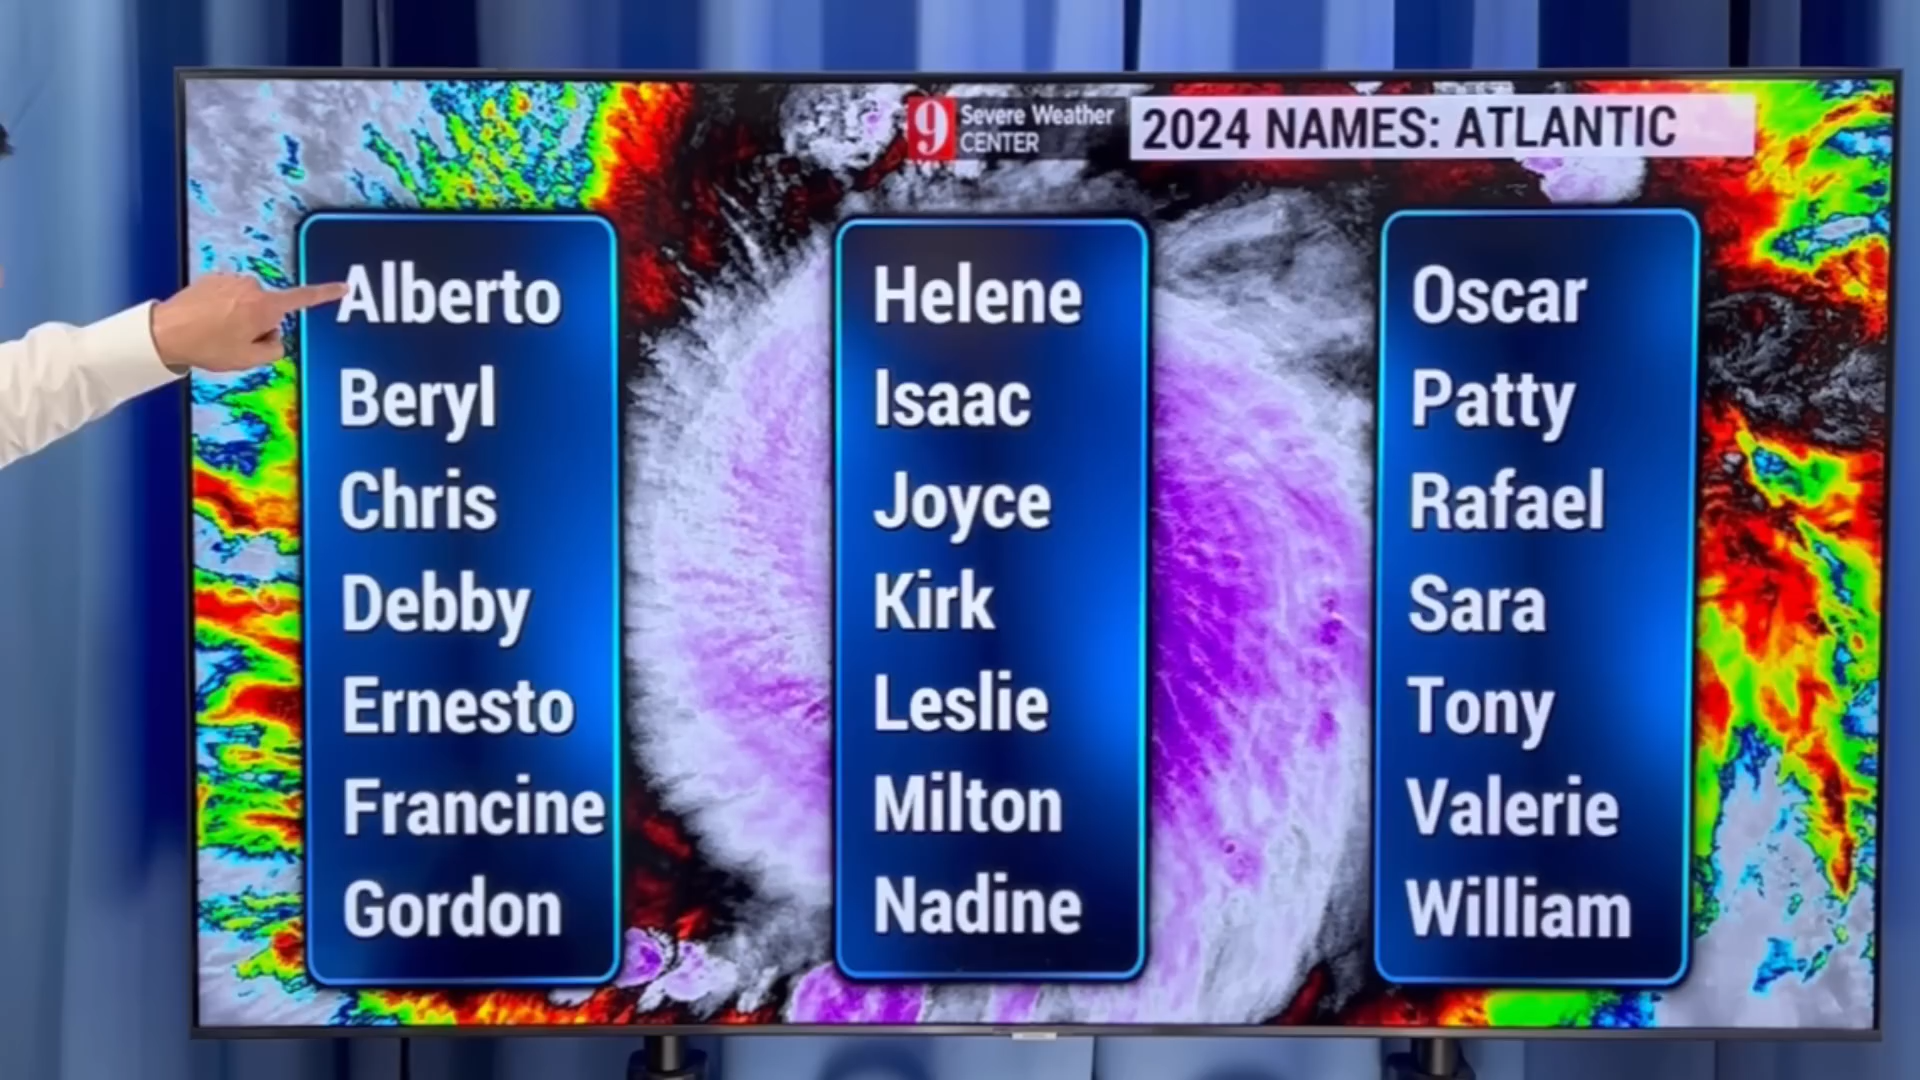 9 Severe Weather
CENTER
2024 NAMES: ATLANTIC
Alberto
Beryl
Chris
Debby
Ernesto
Francine
Gordon
Helene
Isaac
Joyce
Kirk
Leslie
Milton
Nadine
Oscar
Patty
Rafael
Sara
Tony
Valerie
William